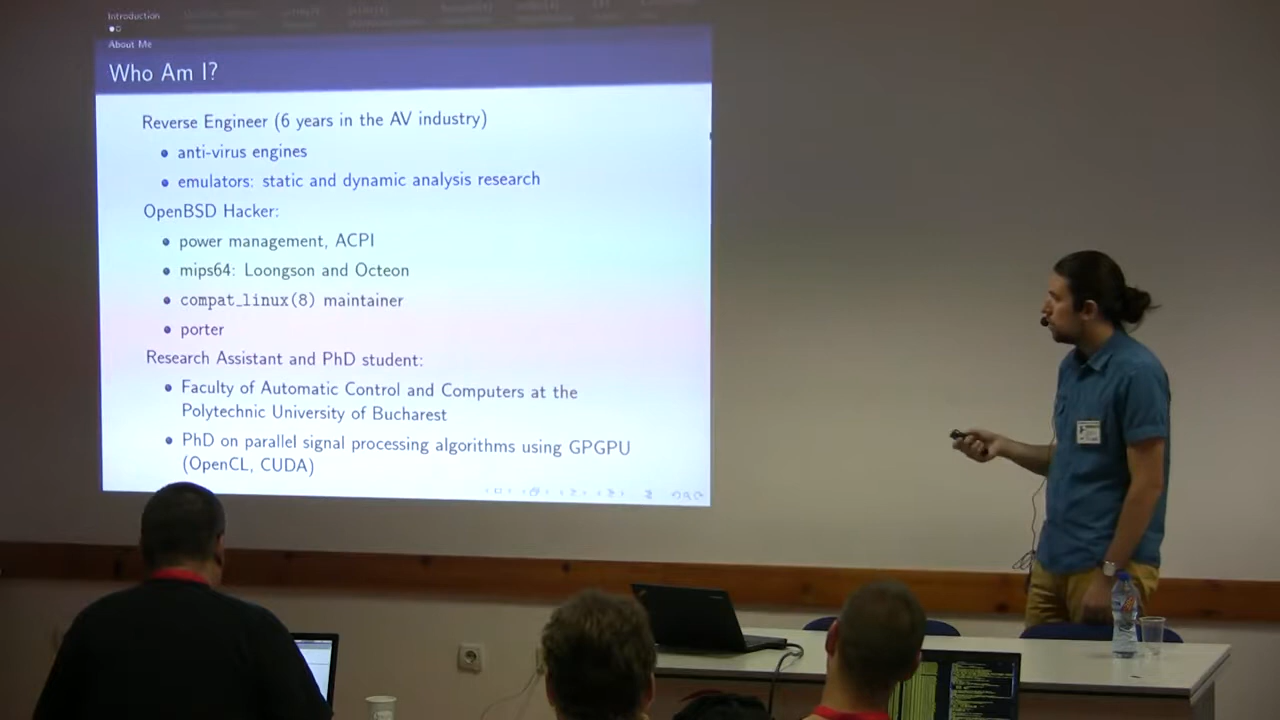 Introduction
About Me
Who Am I?
Reverse Engineer (6 years in the AV industry)
anti-virus engines
emulators: static and dynamic analysis research
OpenBSD Hacker:
power management, ACPI
mips64: Loongson and Octeon
compat_linux(8) maintainer
porter
Research Assistant and PhD student:
Faculty of Automatic Control and Computers at the
Polytechnic University of Bucharest
PhD on parallel signal processing algorithms using GPGPU
(OpenCL, CUDA)